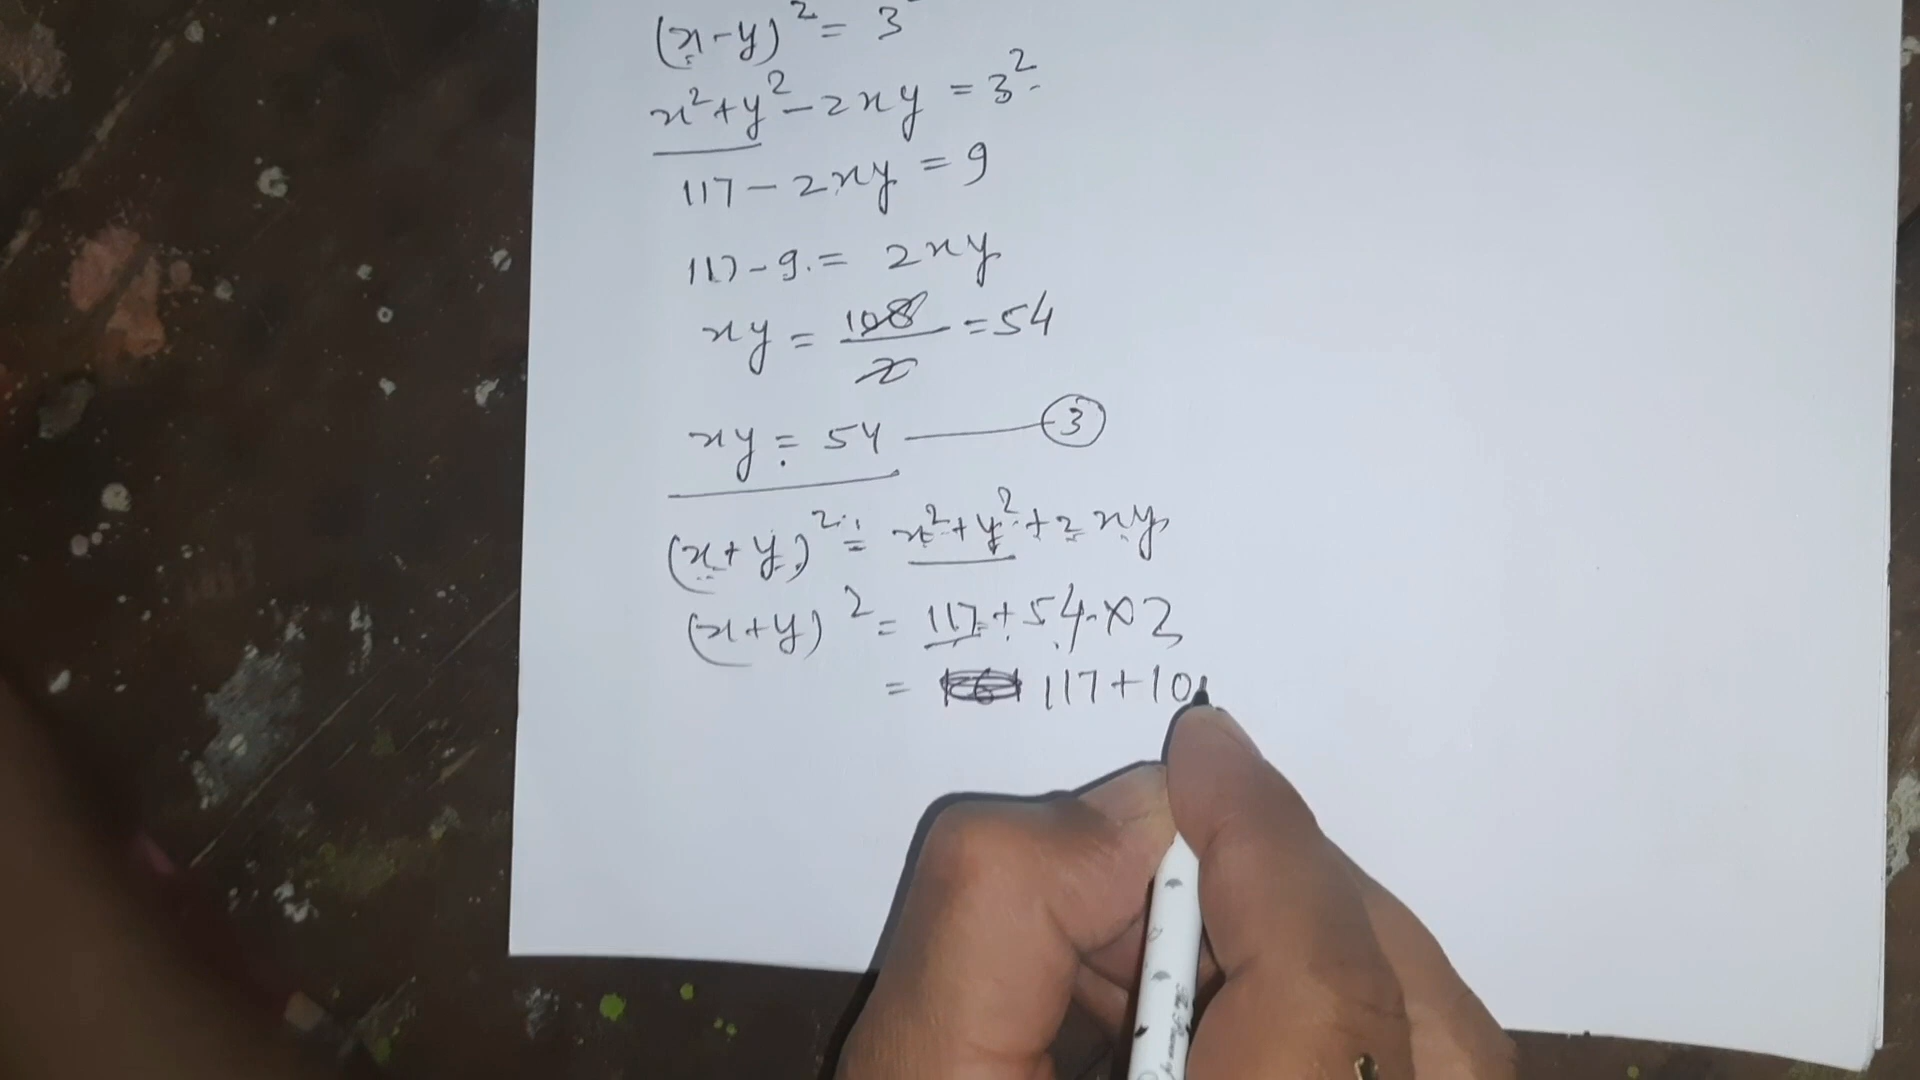 (x-y)² = 3
x²+y²-2xy = 3²
117-2xy = 9
117-9 = 2xy
xy = 108/2 = 54
xy = 54 — 3
(x+y)² = x²+y²+2xy
(x+y)² = 117+54×2
= 117+10